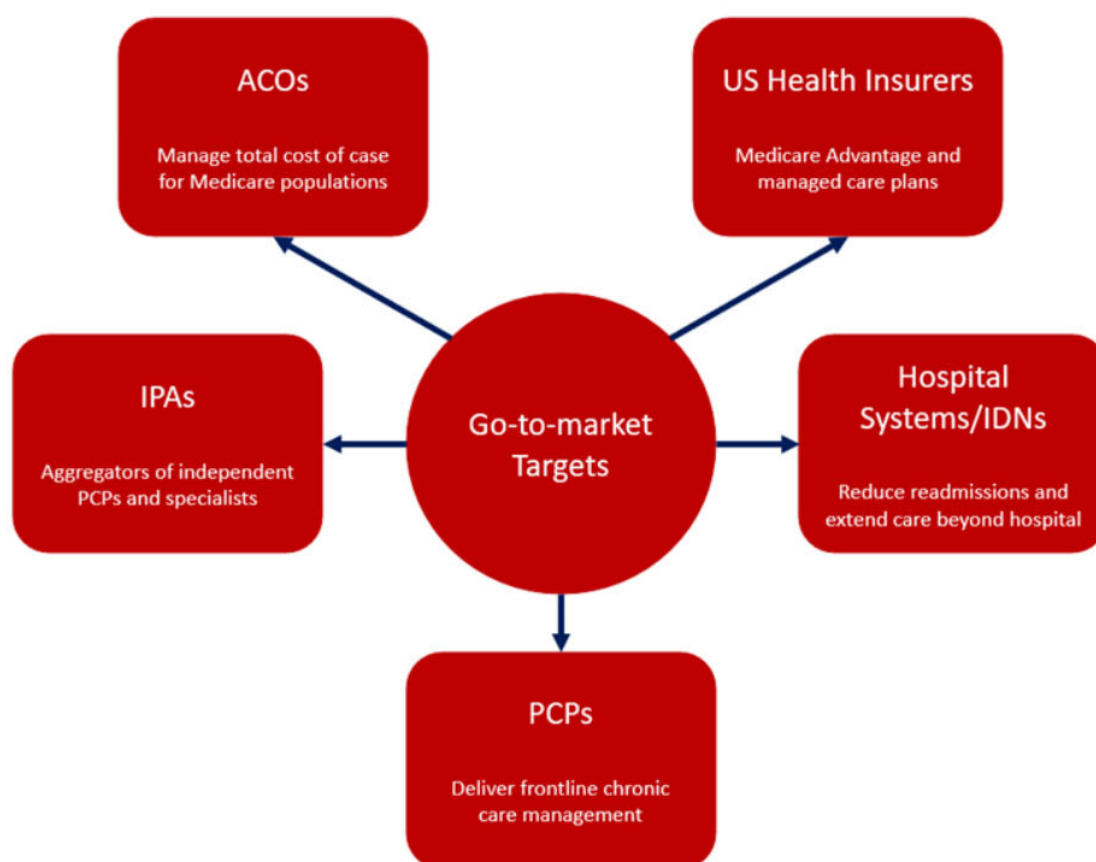 ACOs
Manage total cost of case
for Medicare populations
US Health Insurers
Medicare Advantage and
managed care plans
IPAs
Aggregators of independent
PCPs and specialists
Go-to-market
Targets
Hospital
Systems/IDNs
Reduce readmissions and
extend care beyond hospital
PCPs
Deliver frontline chronic
care management